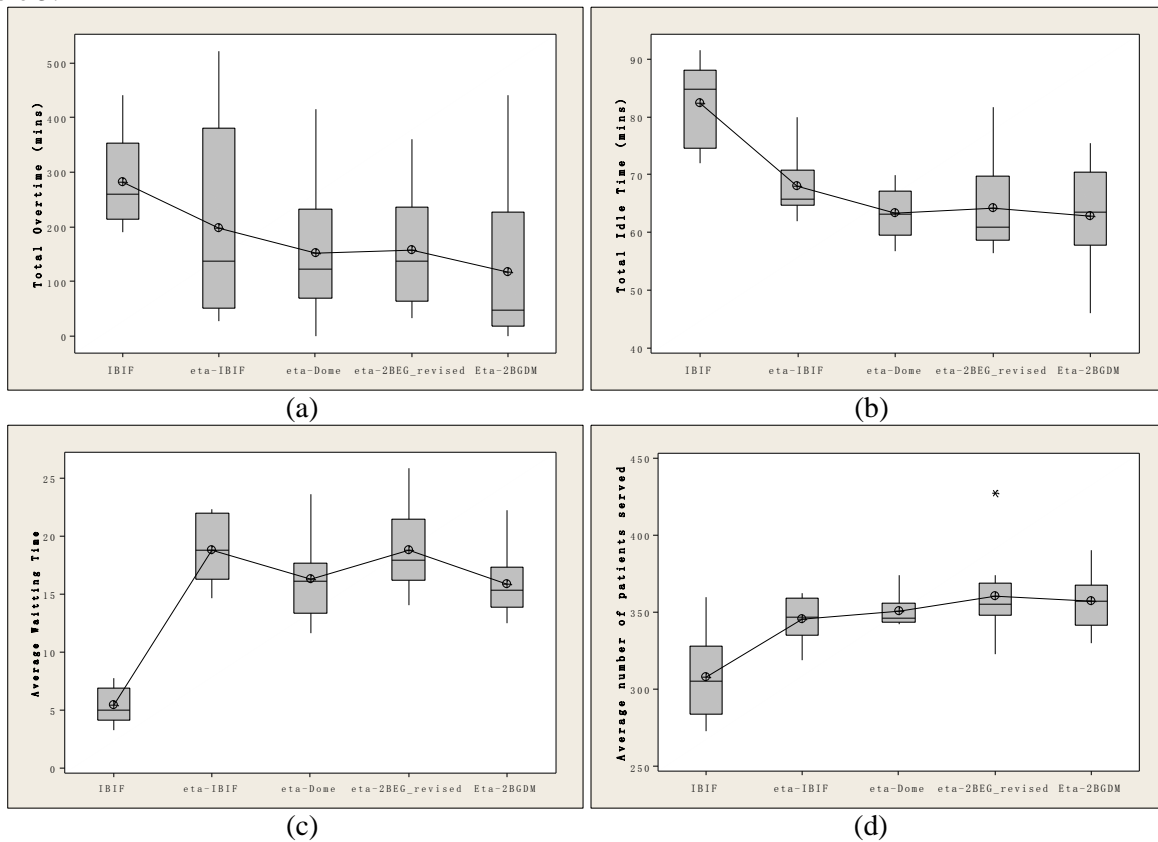 Total Overtime (mins)
500
400
300
200
100
0
IBIF eta-IBIF eta-Dome eta-2BEG_revised Eta-2BGDM
(a)
Total Idle Time (mins)
90
80
70
60
50
40
IBIF eta-IBIF eta-Dome eta-2BEG_revised Eta-2BGDM
(b)
Average Waitting Time
25
20
15
10
5
0
IBIF eta-IBIF eta-Dome eta-2BEG_revised Eta-2BGDM
(c)
Average number of patients served
450
400
350
300
250
IBIF eta-IBIF eta-Dome eta-2BEG_revised Eta-2BGDM
(d)